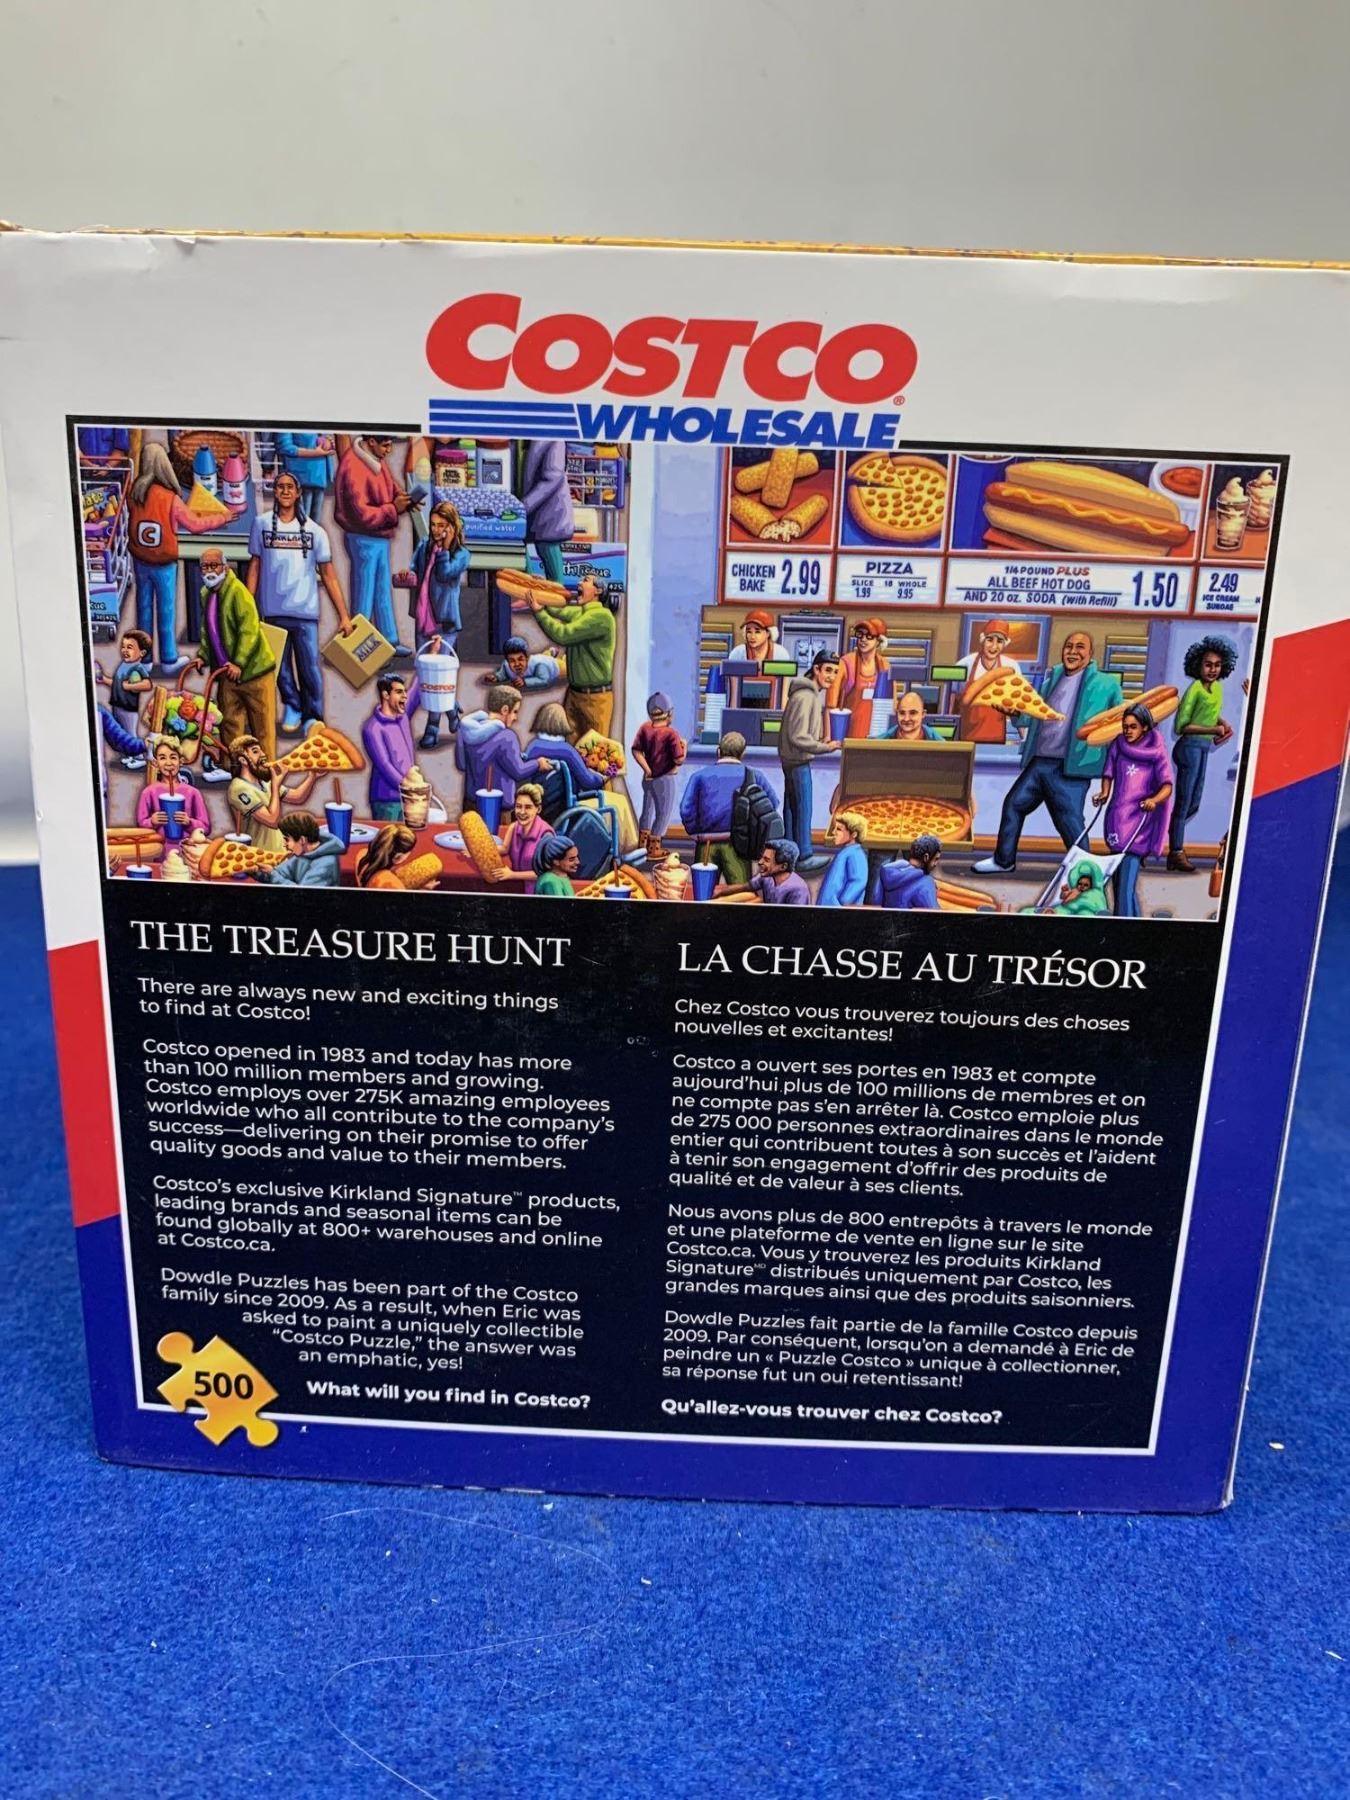 COSTCO®
WHOLESALE
C
KIRKLAND
purified water
MILK
COSTCO
CHICKEN
BAKE 2.99
PIZZA
SLICE 18 WHOLE
1.99 9.95
1/4 POUND PLUS
ALL BEEF HOT DOG
AND 20 oz. SODA (with Refill) 1.50
2.49
ICE CREAM
SUNDAE
THE TREASURE HUNT
There are always new and exciting things
to find at Costco!
Costco opened in 1983 and today has more
than 100 million members and growing.
Costco employs over 275K amazing employees
worldwide who all contribute to the company's
success—delivering on their promise to offer
quality goods and value to their members.
Costco's exclusive Kirkland Signature™ products,
leading brands and seasonal items can be
found globally at 800+ warehouses and online
at Costco.ca.
Dowdle Puzzles has been part of the Costco
family since 2009. As a result, when Eric was
asked to paint a uniquely collectible
“Costco Puzzle,” the answer was
an emphatic, yes!
What will you find in Costco?
500
LA CHASSE AU TRÉSOR
Chez Costco vous trouverez toujours des choses
nouvelles et excitantes!
Costco a ouvert ses portes en 1983 et compte
aujourd'hui plus de 100 millions de membres et on
ne compte pas s'en arrêter là. Costco emploie plus
de 275 000 personnes extraordinaires dans le monde
entier qui contribuent toutes à son succès et l'aident
à tenir son engagement d'offrir des produits de
qualité et de valeur à ses clients.
Nous avons plus de 800 entrepôts à travers le monde
et une plateforme de vente en ligne sur le site
Costco.ca. Vous y trouverez les produits Kirkland
Signature MD distribués uniquement par Costco, les
grandes marques ainsi que des produits saisonniers.
Dowdle Puzzles fait partie de la famille Costco depuis
2009. Par conséquent, lorsqu'on a demandé à Eric de
peindre un « Puzzle Costco » unique à collectionner,
sa réponse fut un oui retentissant!
Qu'allez-vous trouver chez Costco?